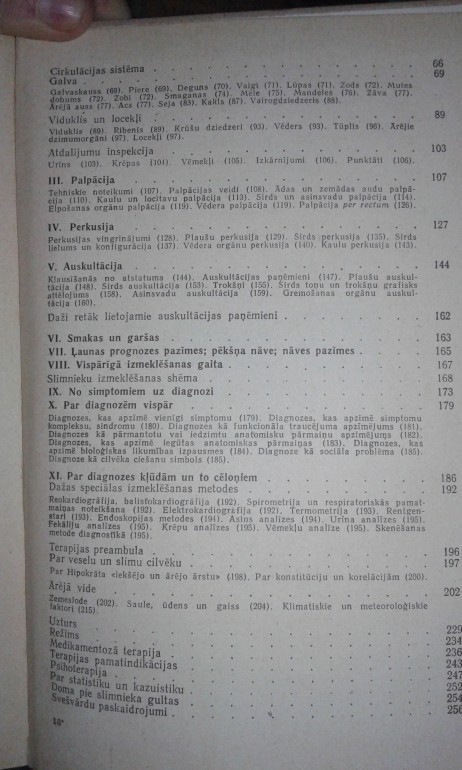 Cirkulācijas sistēma 66
Galva 69
Galvaskauss (69). Piere (69). Deguns (70). Vaigi (71). Lūpas (71). Zods (72). Mutes
dobums (72). Zobi (72). Smaganas (74). Mēle (75). Mandeles (76). Žāva (77).
Ārējā auss (77). Acs (77). Seja (83). Kakls (87). Vairogdziedzeris (88).
Viduklis un locekļi 89
Viduklis (89). Ribenis (89). Krūšu dziedzeri (93). Vēders (93). Tūplis (96). Ārējie
dzimumorgāni (97). Locekļi (97).
Atdalījumu inspekcija 103
Urīns (103). Krēpas (104). Vēmekļi (105). Izkārnījumi (106). Punktāti (106).
III. Palpācija 107
Tehniskie noteikumi (107). Palpācijas veidi (108). Ādas un zemādas audu palpā-
cija (110). Kaulu un locītavu palpācija (113). Sirds un asinsvadu palpācija (114).
Elpošanas orgānu palpācija (119). Vēdera palpācija (119). Palpācija per rectum (126).
IV. Perkusija 127
Perkusijas vingrinājumi (128). Plaušu perkusija (129). Sirds perkusija (135). Sirds
lielums un konfigurācija (137). Vēdera orgānu perkusija (140). Kaulu perkusija (143).
V. Auskultācija 144
Klausīšanās no atstatuma (144). Auskultācijas paņēmieni (147). Plaušu auskul-
tācija (148). Sirds auskultācija (153). Trokšņi (155). Sirds toņu un trokšņu grafisks
attēlojums (158). Asinsvadu auskultācija (159). Gremošanas orgānu auskul-
tācija (160).
Daži retāk lietojamie auskultācijas paņēmieni 162
VI. Smakas un garšas 163
VII. Ļaunas prognozes pazīmes; pēkšņa nāve; nāves pazīmes 165
VIII. Vispārīgā izmeklēšanas gaita 167
Slimnieku izmeklēšanas shēma 168
IX. No simptomiem uz diagnozi 173
X. Par diagnozēm vispār 179
Diagnozes, kas apzīmē vienīgi simptomu (179). Diagnozes, kas apzīmē simptomu
kompleksu, sindromu (180). Diagnozes kā funkcionāla traucējuma apzīmējums (181).
Diagnozes kā pārmantotu vai iedzimtu anatomisku pārmaiņu apzīmējums (182).
Diagnozes, kas apzīmē iegūtas anatomiskas pārmaiņas (183). Diagnozes, kas
apzīmē bioloģiskas likumības izpausmes (184). Diagnoze kā sociāla problēma (185).
Diagnoze kā cilvēka ciešanu simbols (185).
XI. Par diagnozes kļūdām un to cēloņiem 186
Dažas speciālas izmeklēšanas metodes 192
Reokardiogrāfija, balistokardiogrāfija (192). Spirometrija un respiratoriskās pamat-
maiņas noteikšana (192). Elektrokardiogrāfija (192). Termometrija (193). Rentgen-
starí (193). Endoskopijas metodes (194). Asins analīzes (194). Urīna analīzes (195).
Fekāliju analīzes (195). Krēpu analīzes (195). Vēmekļu analīze (195). Skenēšanas
metode diagnostikā (195).
Terapijas preambula 196
Par veselu un slimu cilvēku 197
Par Hipokrāta «iekšējo un ārējo ārstu» (198). Par konstitūciju un korelācijām (200).
Ārējā vide 202
Zemeslode (202). Saule, ūdens un gaiss (204). Klimatiskie un meteoroloģiskie
faktori (215).
Uzturs 229
Režīms 234
Medikamentozā terapija 236
Terapijas pamatindikācijas 243
Psihoterapija 247
Par statistiku un kazuistiku 252
Doma pie slimnieka gultas 254
Svešvārdu paskaidrojumi 256